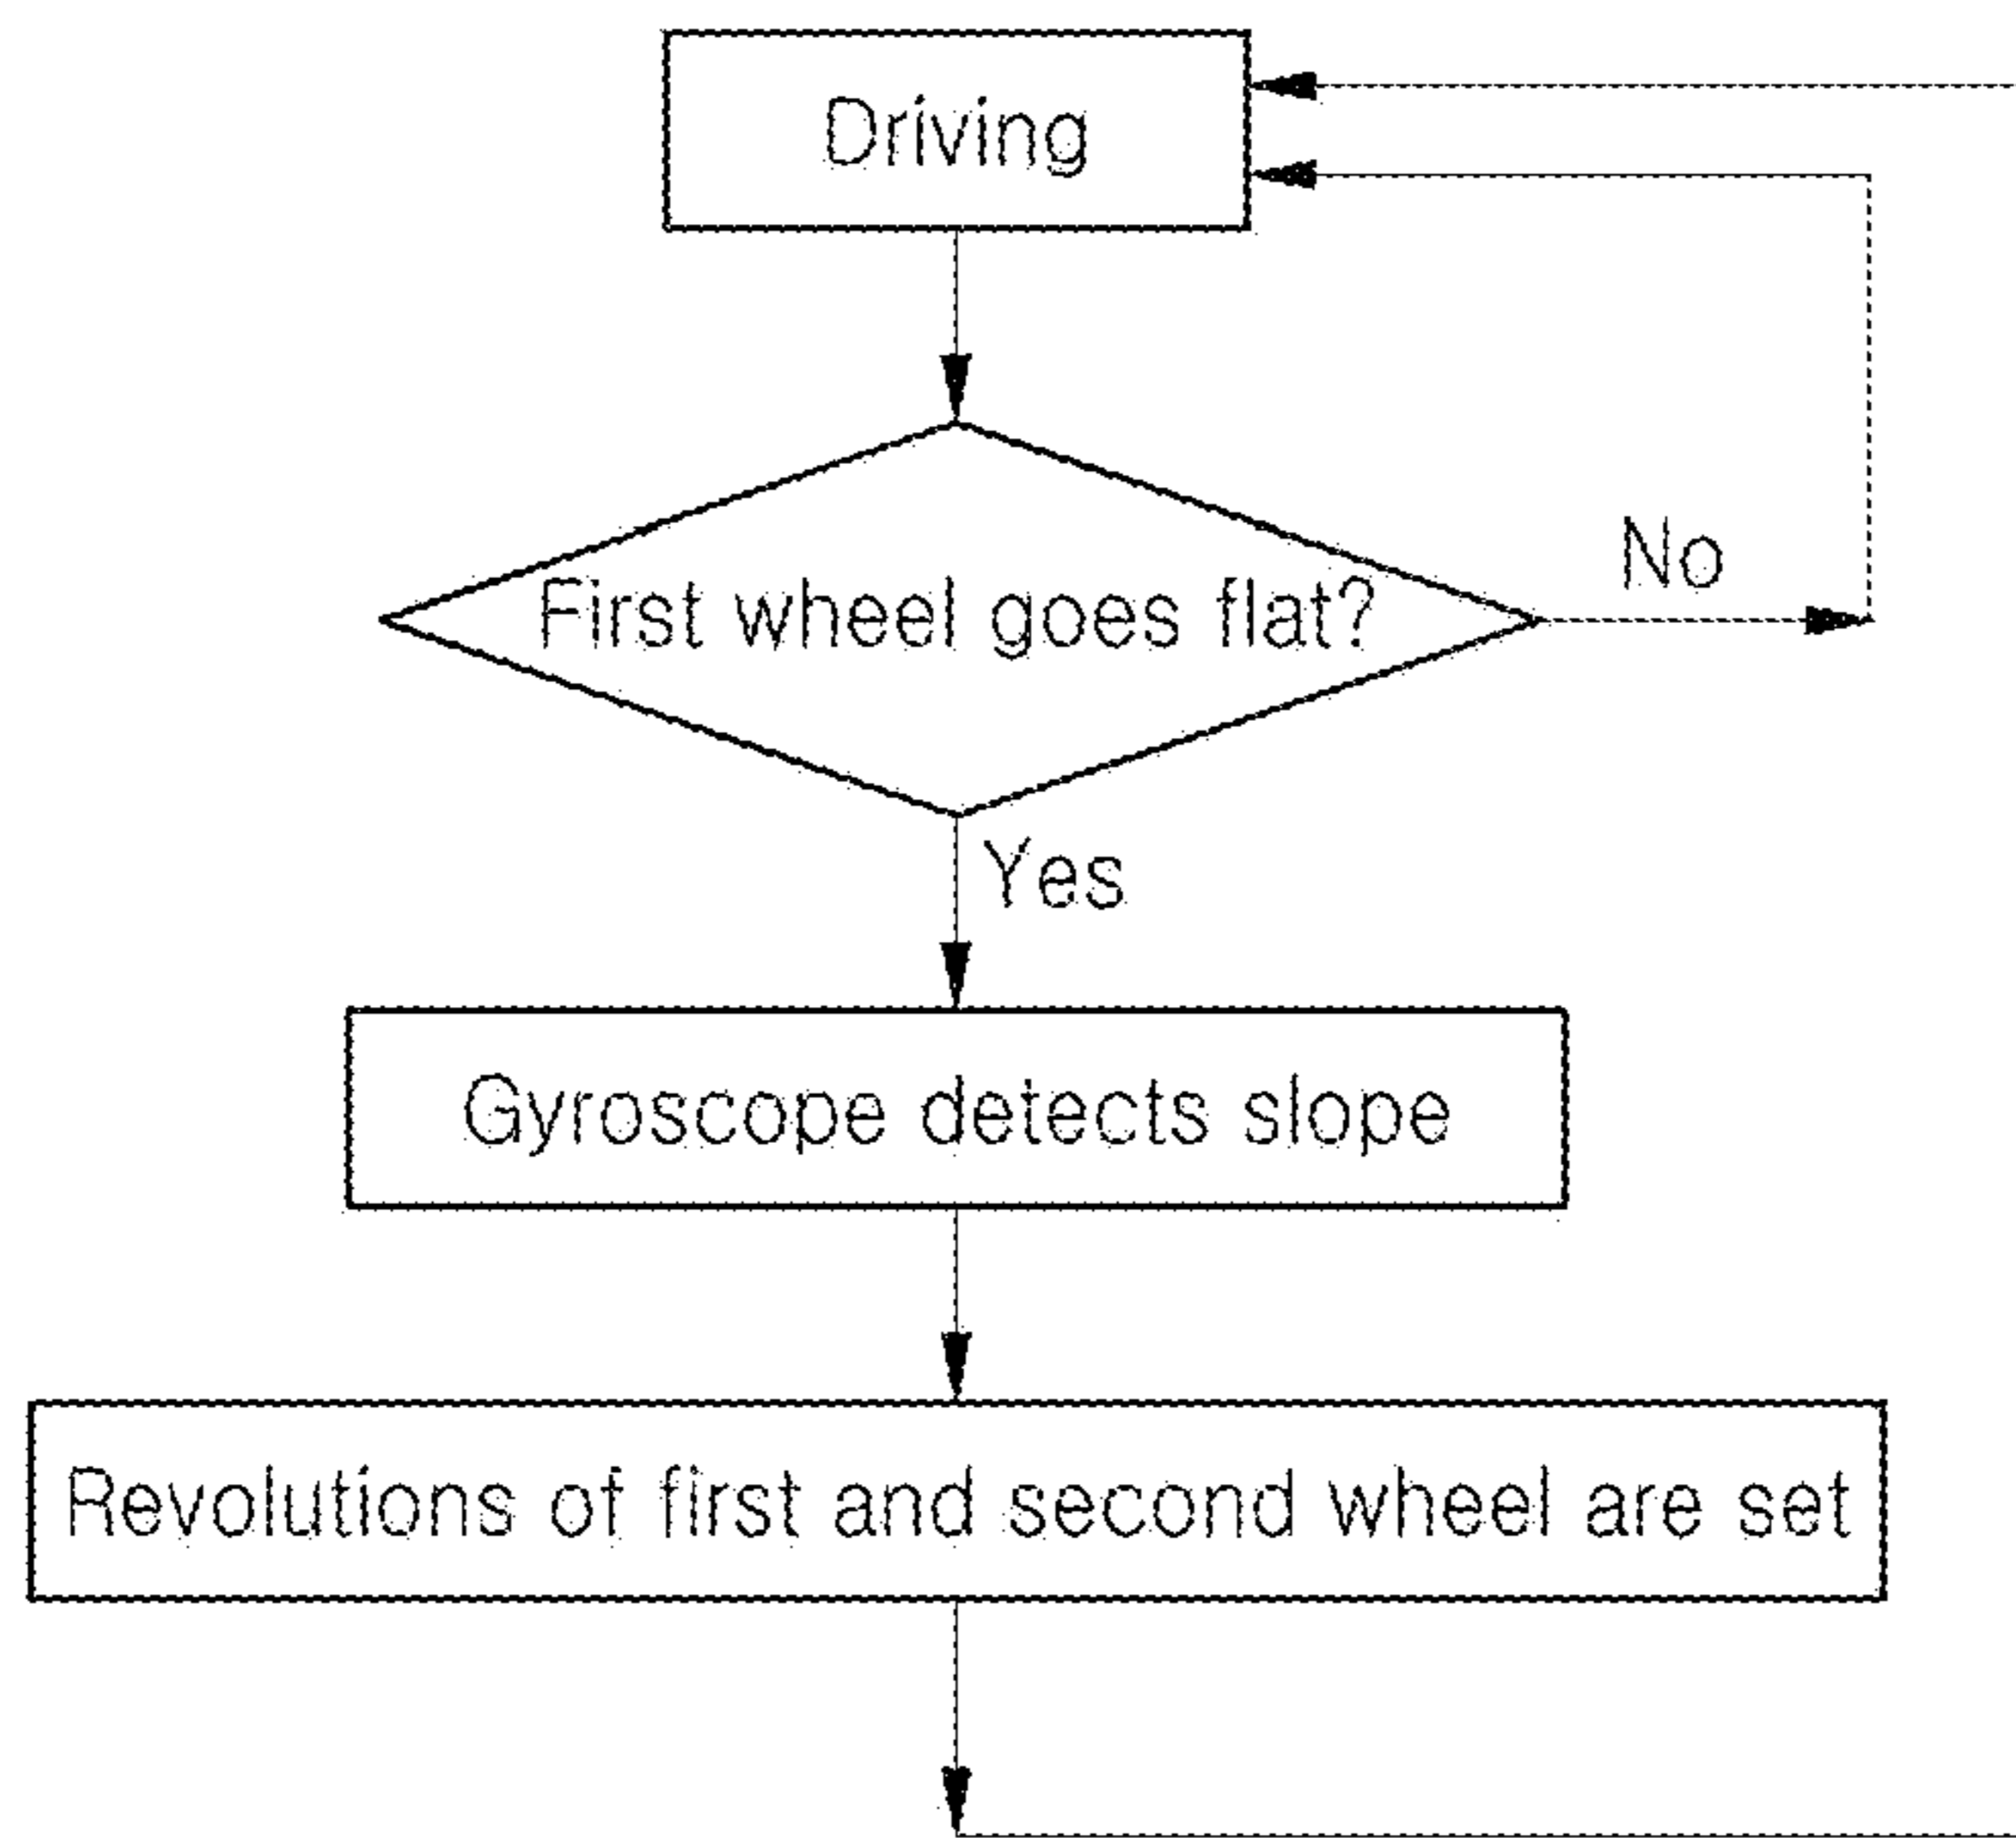 Driving
First wheel goes flat?
No
Yes
Gyroscope detects slope
Revolutions of first and second wheel are set